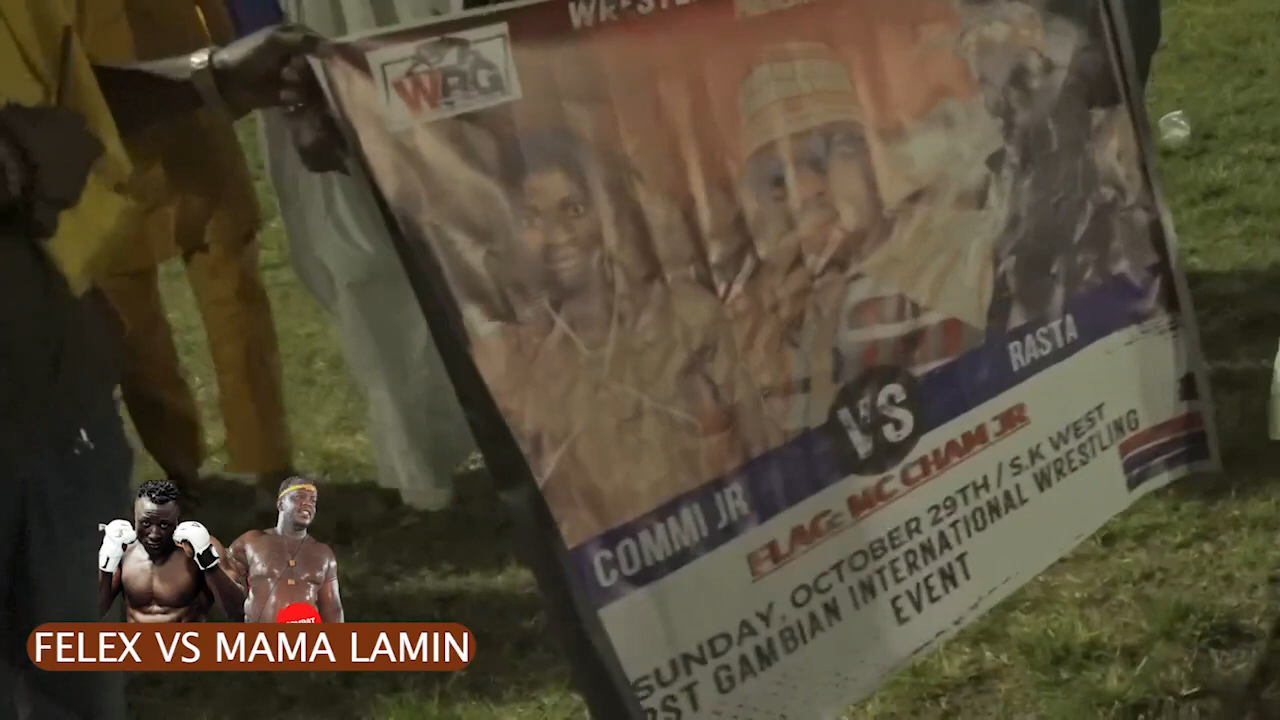 WRG
COMMI JR
VS
RASTA
FLAG: MC CHAM JR
SUNDAY, OCTOBER 29TH / S.K WEST
GAMBIAN INTERNATIONAL WRESTLING
EVENT
FELEX VS MAMA LAMIN